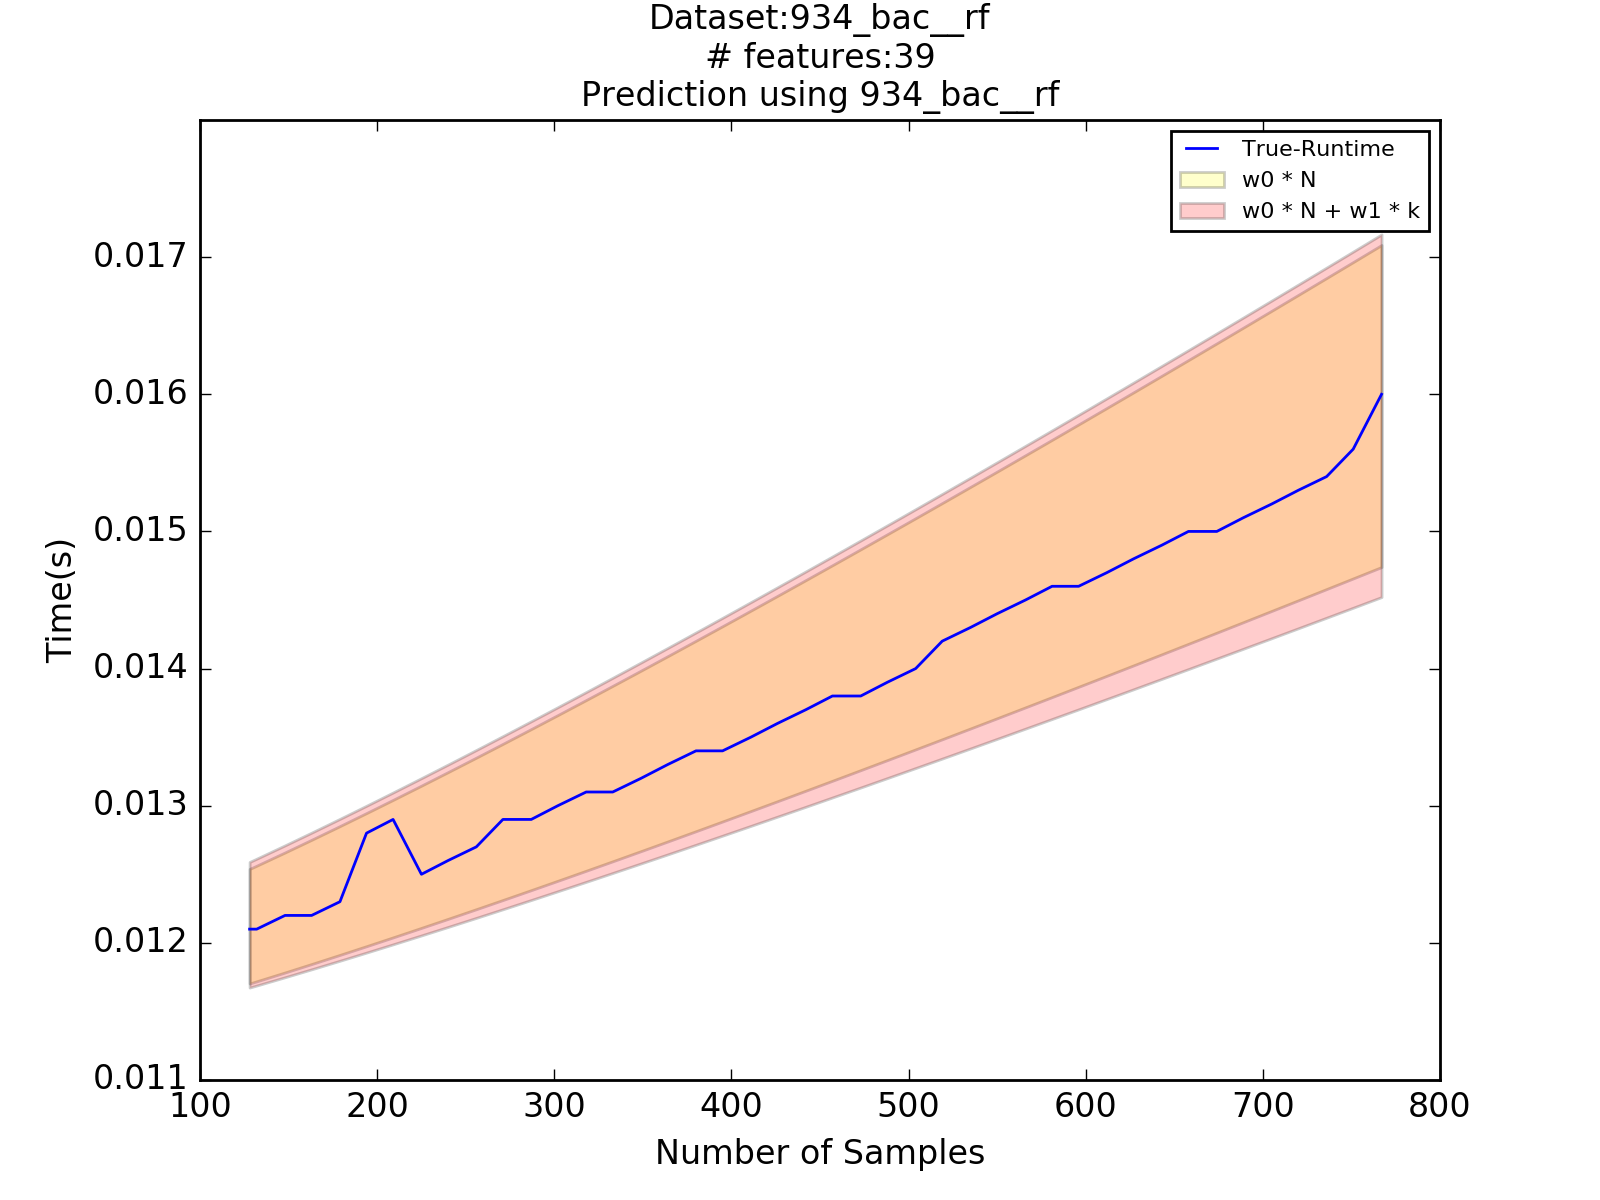 Dataset:934_bac__rf
# features:39
Prediction using 934_bac__rf
True-Runtime
w0 * N
w0 * N + w1 * k
0.017
0.016
0.015
0.014
0.013
0.012
0.011
Time(s)
100 200 300 400 500 600 700 800
Number of Samples